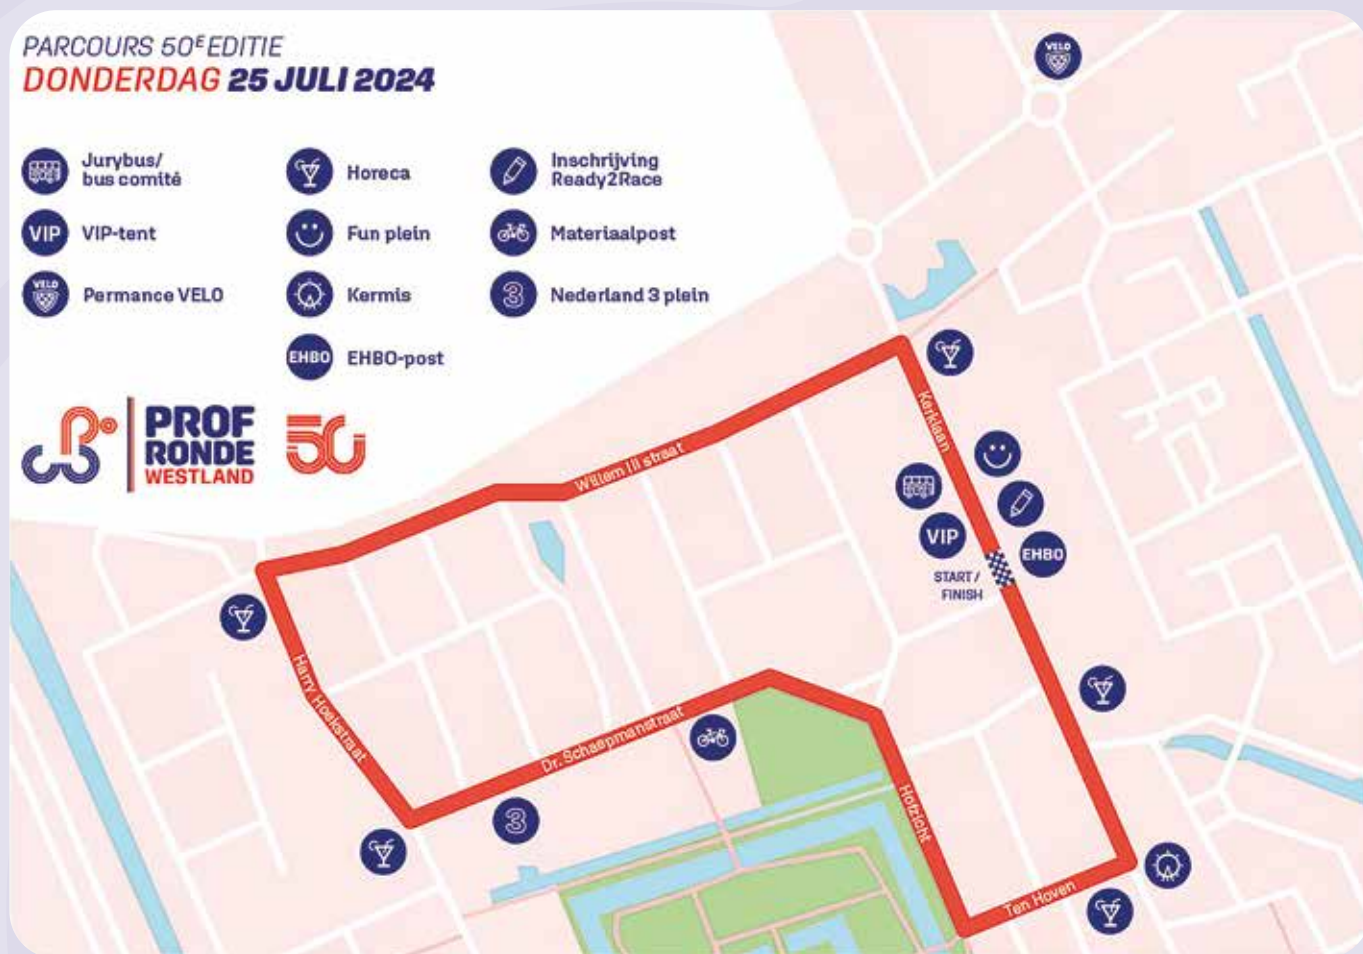 PARCOURS 50E EDITIE
DONDERDAG 25 JULI 2024
Jurybus/
bus comité
VIP
VIP-tent
VELO
Permance VELO
Horeca
Fun plein
Kermis
EHBO
EHBO-post
Inschrijving
Ready2Race
Materiaalpost
3
Nederland 3 plein
PROF
RONDE
WESTLAND
50
VELO
Kerklaan
Willem III straat
VIP
EHBO
START /
FINISH
Harry Hoekstraat
Dr. Schaepmanstraat
3
Hofzicht
Ten Hoven